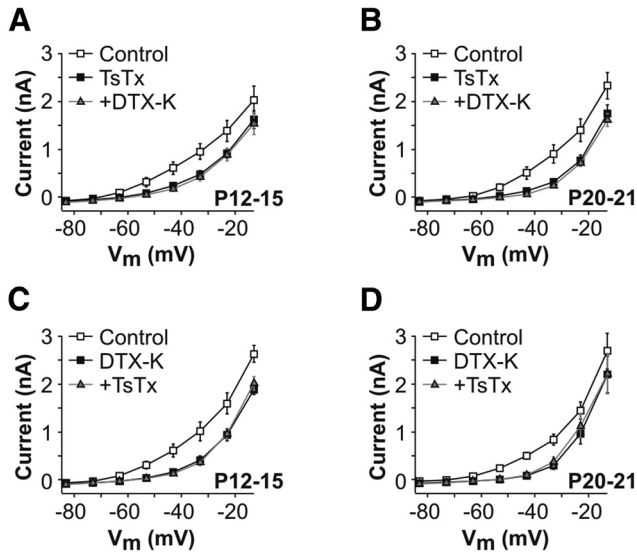 A
Control
TsTx
+DTX-K
Current (nA)
3
2
1
0
-80
-60
-40
-20
P12-15
Vm (mV)
B
Control
TsTx
+DTX-K
Current (nA)
3
2
1
0
-80
-60
-40
-20
P20-21
Vm (mV)
C
Control
DTX-K
+TsTx
Current (nA)
3
2
1
0
-80
-60
-40
-20
P12-15
Vm (mV)
D
Control
DTX-K
+TsTx
Current (nA)
3
2
1
0
-80
-60
-40
-20
P20-21
Vm (mV)